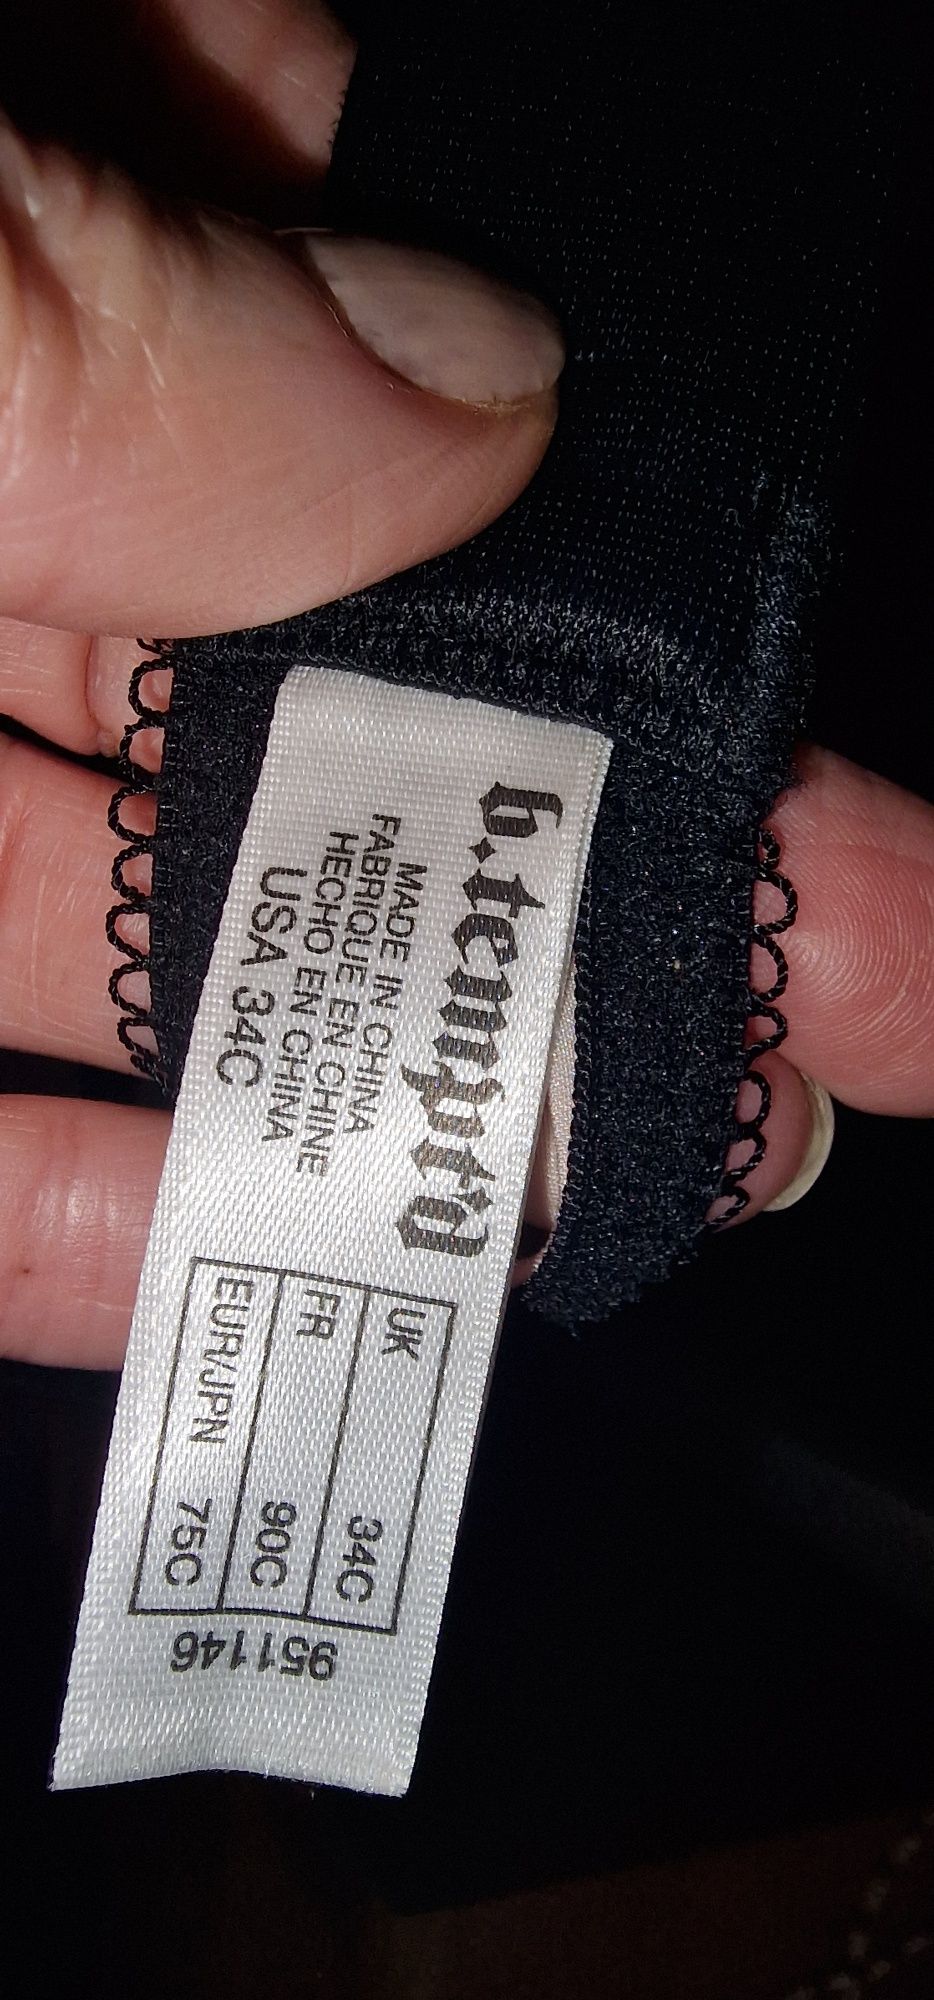 b.tempt'd
MADE IN CHINA
FABRIQUE EN CHINE
HECHO EN CHINA
USA 34C
UK 34C
FR 90C
EUR/JPN 75C
951146